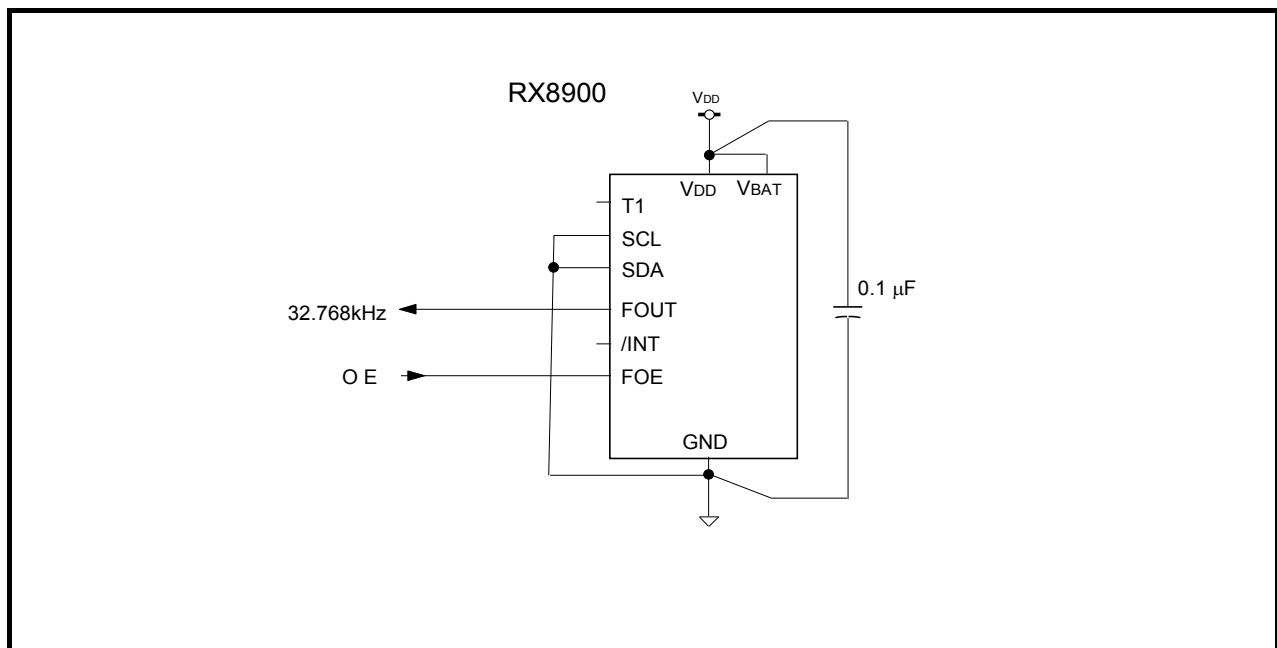 RX8900
VDD
VDD VBAT
T1
SCL
SDA
0.1 μF
32.768kHz
FOUT
/INT
O E
FOE
GND